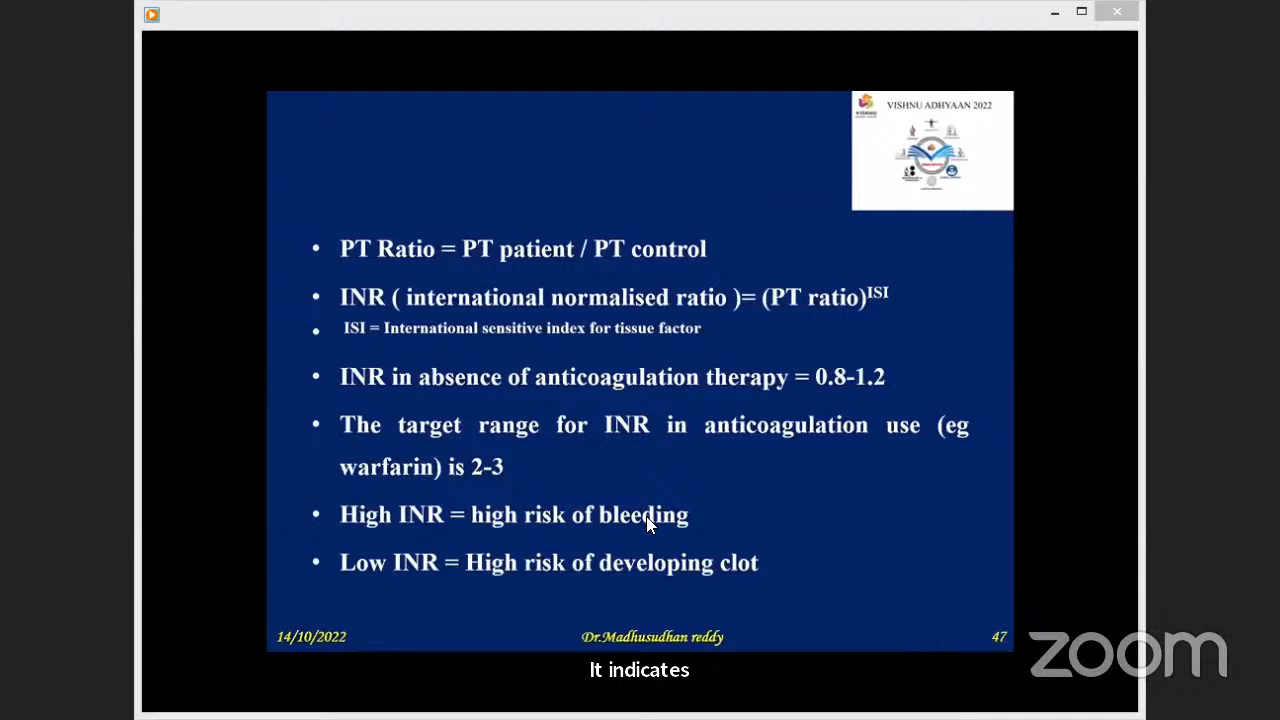 VISHNU ADHYAAN 2022
• PT Ratio = PT patient / PT control
• INR ( international normalised ratio )= (PT ratio)^ISI
• ISI = International sensitive index for tissue factor
• INR in absence of anticoagulation therapy = 0.8-1.2
• The target range for INR in anticoagulation use (eg
warfarin) is 2-3
• High INR = high risk of bleeding
• Low INR = High risk of developing clot
14/10/2022 Dr.Madhusudhan reddy 47
It indicates
zoom